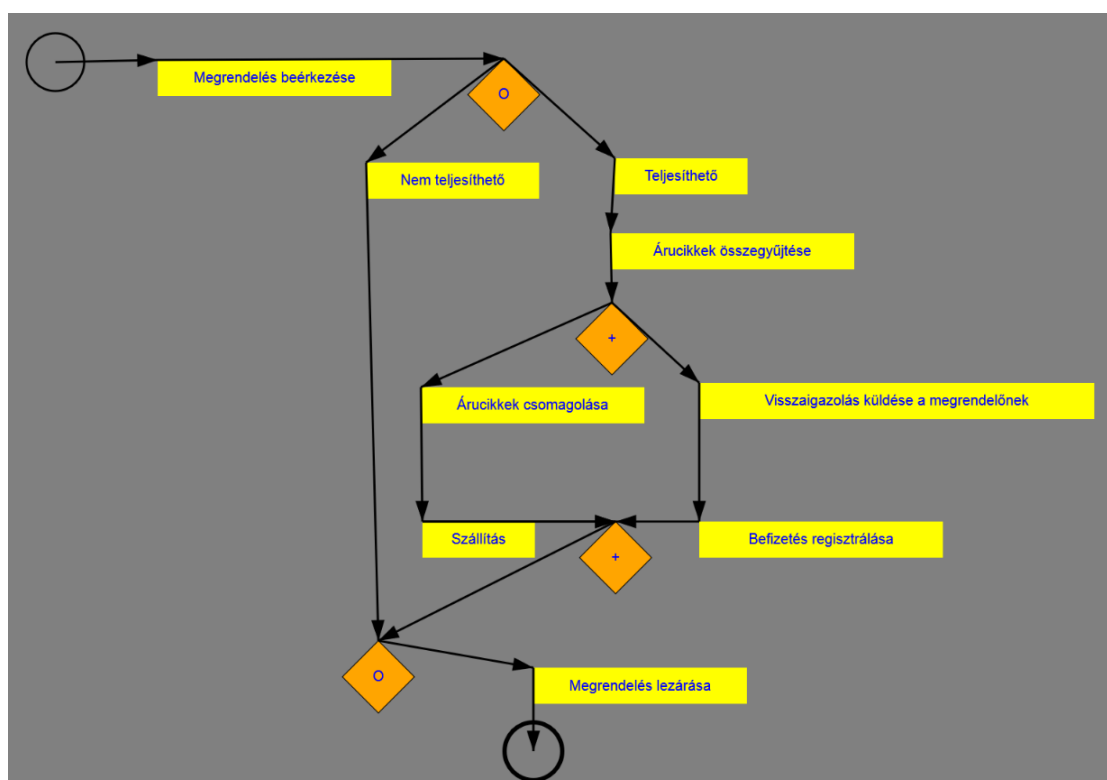 Megrendelés beérkezése
O
Nem teljesíthető
Teljesíthető
Árucikkek összegyűjtése
+
Árucikkek csomagolása
Visszaigazolás küldése a megrendelőnek
Szállítás
Befizetés regisztrálása
+
O
Megrendelés lezárása